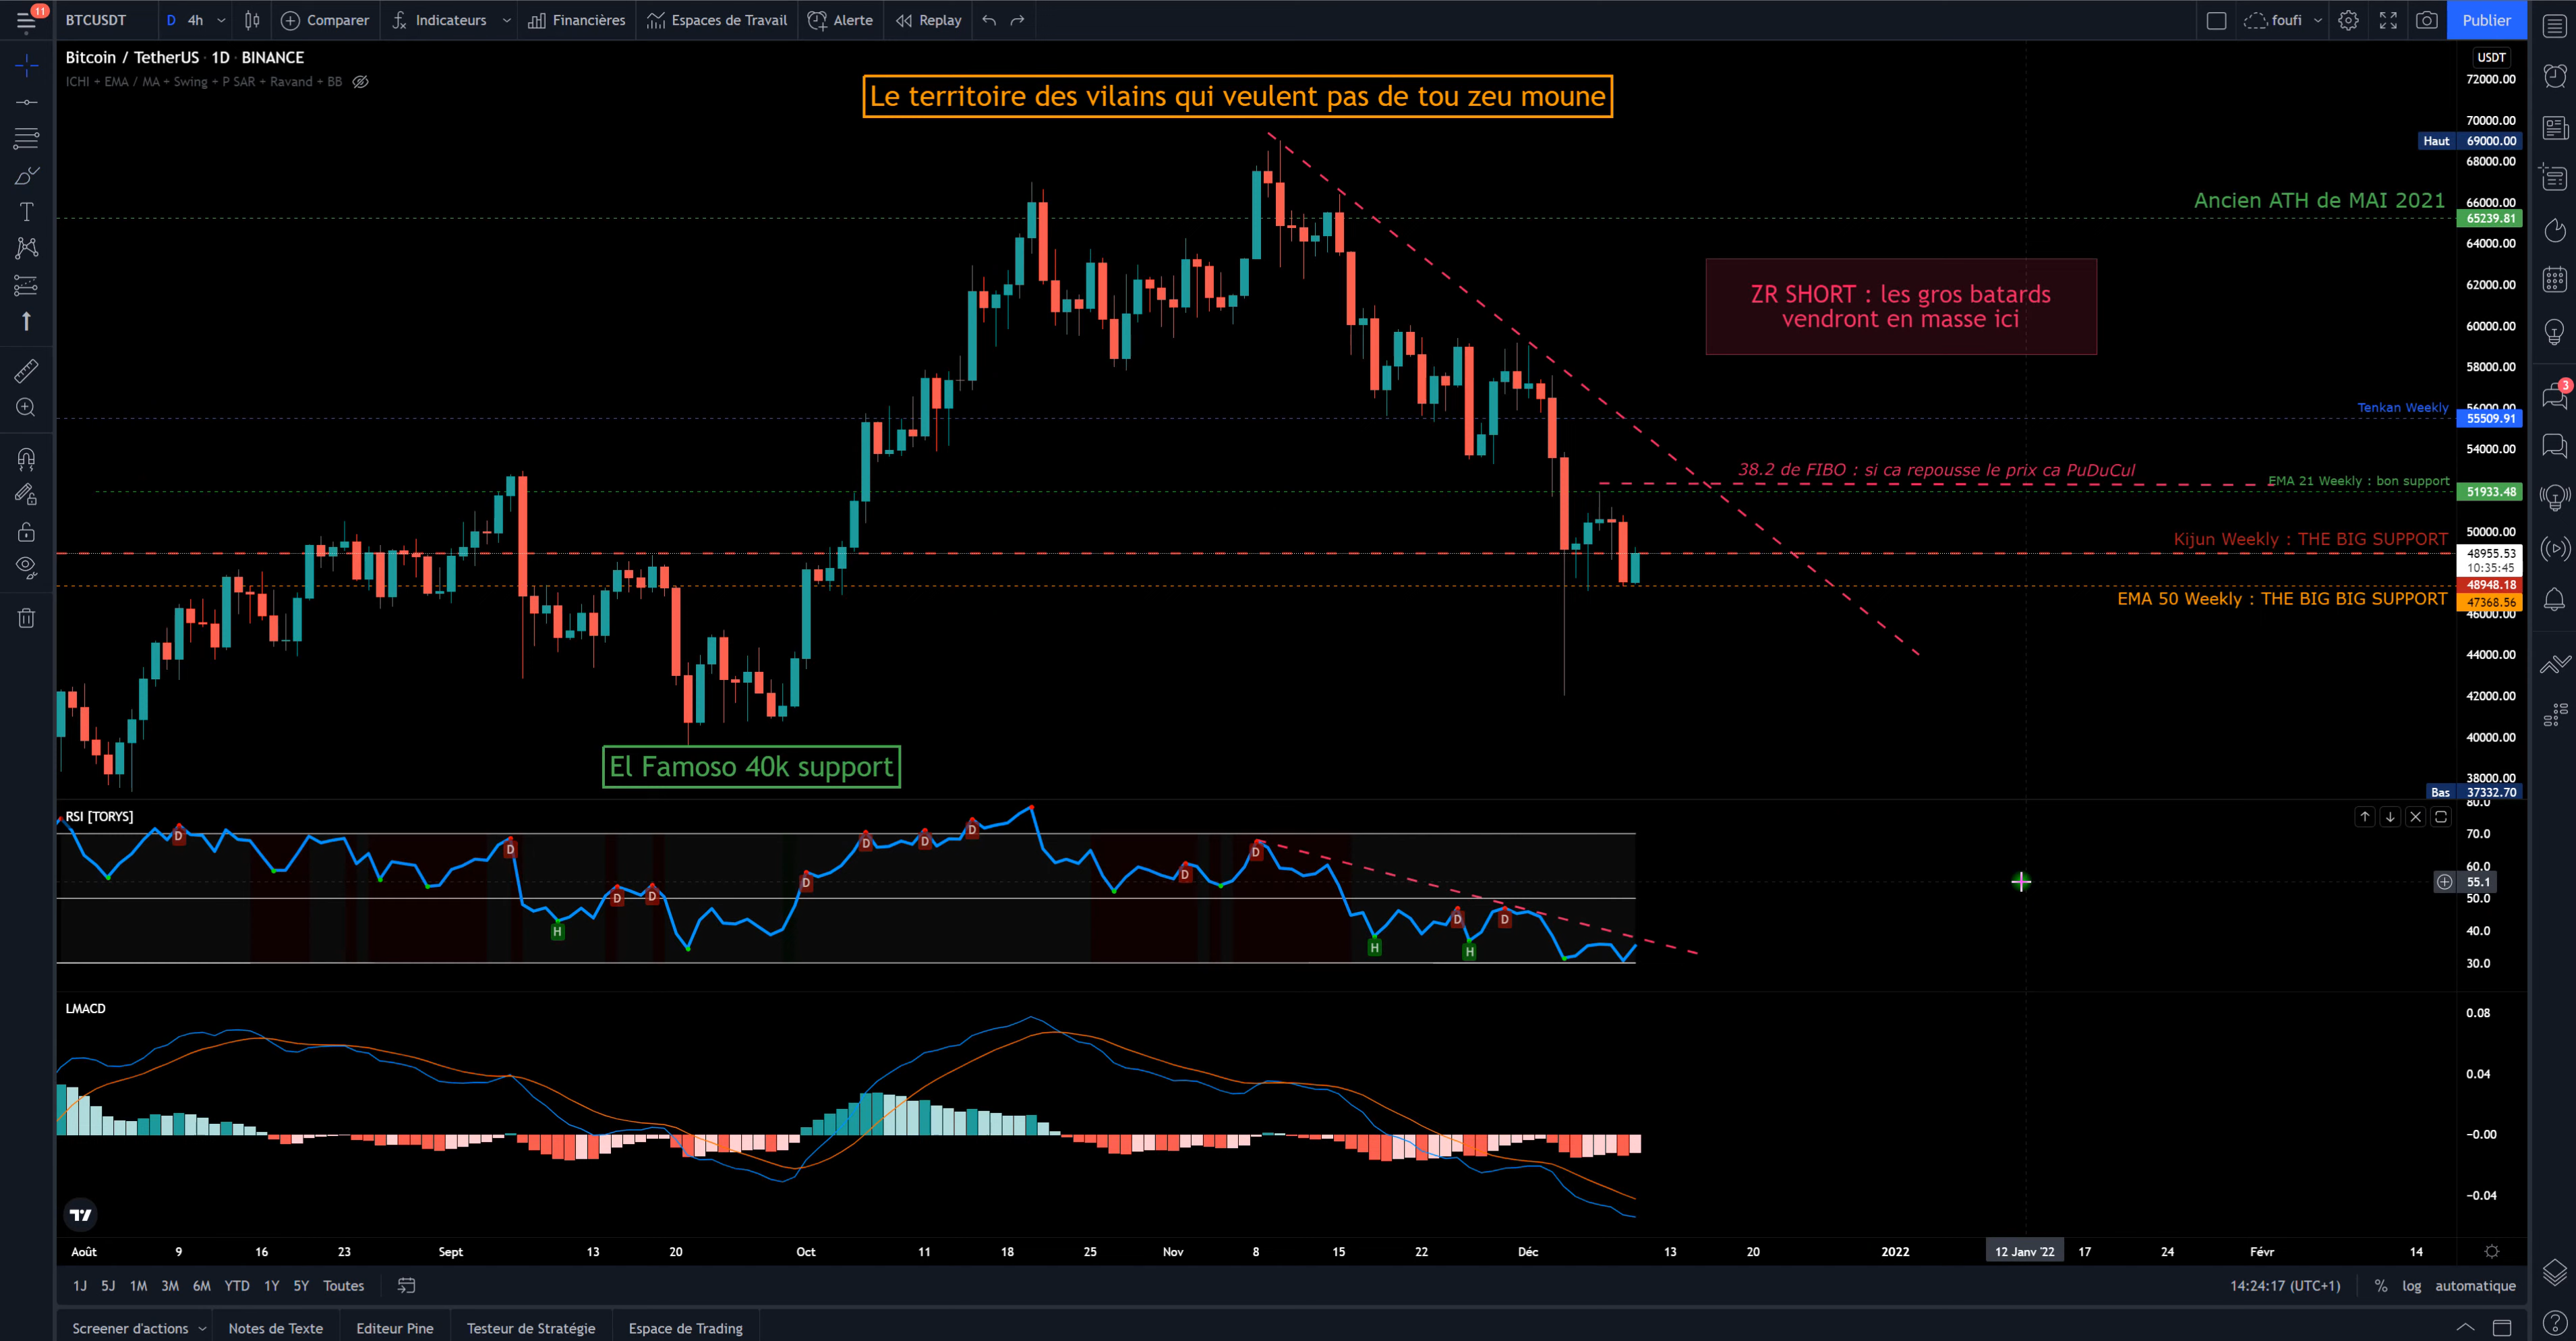 11
BTCUSDT D 4h Comparer Indicateurs Financières Espaces de Travail Alerte Replay foufi Publier
Bitcoin / TetherUS · 1D · BINANCE
ICHI + EMA / MA + Swing + P SAR + Ravand + BB
USDT
Le territoire des vilains qui veulent pas de tou zeu moune
72000.00
70000.00
Haut 69000.00
68000.00
Ancien ATH de MAI 2021
66000.00
65239.81
64000.00
ZR SHORT : les gros batards
vendront en masse ici
62000.00
60000.00
58000.00
3
Tenkan Weekly
56000.00
55509.91
54000.00
38.2 de FIBO : si ca repousse le prix ca PuDuCul
EMA 21 Weekly : bon support
51933.48
50000.00
Kijun Weekly : THE BIG SUPPORT
48955.53
10:35:45
48948.18
EMA 50 Weekly : THE BIG BIG SUPPORT
47368.56
46000.00
44000.00
42000.00
40000.00
El Famoso 40k support
38000.00
Bas 37332.70
RSI [TORYS]
80.0
70.0
60.0
55.1
50.0
40.0
30.0
D D D D D D D D D D D D
H H H
LMACD
0.08
0.04
−0.00
−0.04
Août 9 16 23 Sept 13 20 Oct 11 18 25 Nov 8 15 22 Déc 13 20 2022 12 Janv '22 17 24 Févr 14
1J 5J 1M 3M 6M YTD 1Y 5Y Toutes 14:24:17 (UTC+1) % log automatique
Screener d'actions Notes de Texte Editeur Pine Testeur de Stratégie Espace de Trading